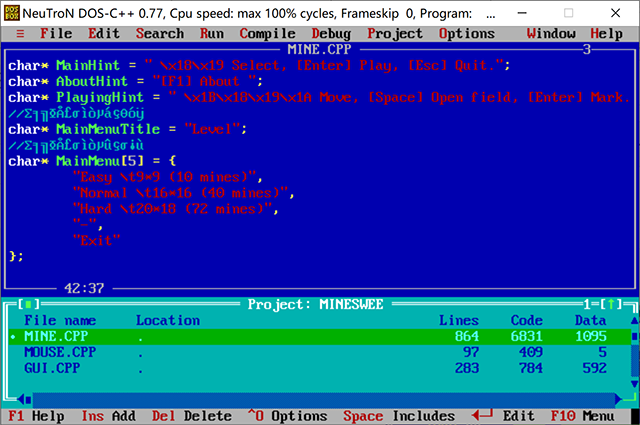 NeuTroN DOS-C++ 0.77, Cpu speed: max 100% cycles, Frameskip 0, Program: ...
≡ File Edit Search Run Compile Debug Project Options Window Help
MINE.CPP 3
char* MainHint = " \x18\x19 Select, [Enter] Play, [Esc] Quit.";
char* AboutHint = "[F1] About ";
char* PlayingHint = " \x1B\x18\x19\x1A Move, [Space] Open field, [Enter] Mark.
char* MainMenuTitle = "Level";
char* MainMenu[5] = {
"Easy \t9*9 (10 mines)",
"Normal \t16*16 (40 mines)",
"Hard \t20*18 (72 mines)",
"-",
"Exit"
};
42:37
[■] Project: MINESWEE 1=[↑]
File name Location Lines Code Data
• MINE.CPP . 864 6831 1095
MOUSE.CPP . 97 409 5
GUI.CPP . 283 784 592
F1 Help Ins Add Del Delete ^O Options Space Includes ◄─┘ Edit F10 Menu